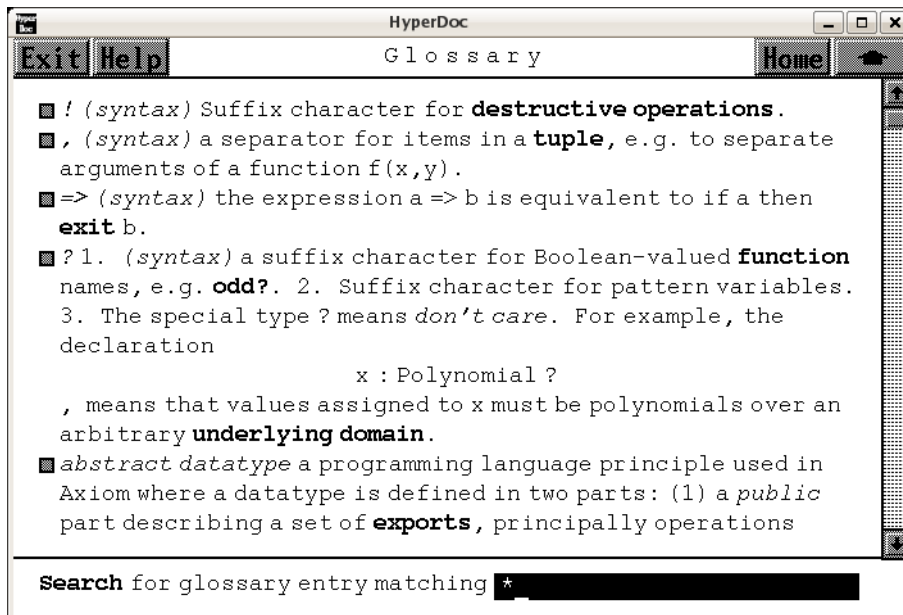 Hyper Doc HyperDoc
Exit Help Glossary Home
! (syntax) Suffix character for destructive operations.
, (syntax) a separator for items in a tuple, e.g. to separate
arguments of a function f(x,y).
=> (syntax) the expression a => b is equivalent to if a then
exit b.
? 1. (syntax) a suffix character for Boolean-valued function
names, e.g. odd?. 2. Suffix character for pattern variables.
3. The special type ? means don't care. For example, the
declaration
x : Polynomial ?
, means that values assigned to x must be polynomials over an
arbitrary underlying domain.
abstract datatype a programming language principle used in
Axiom where a datatype is defined in two parts: (1) a public
part describing a set of exports, principally operations
Search for glossary entry matching *_